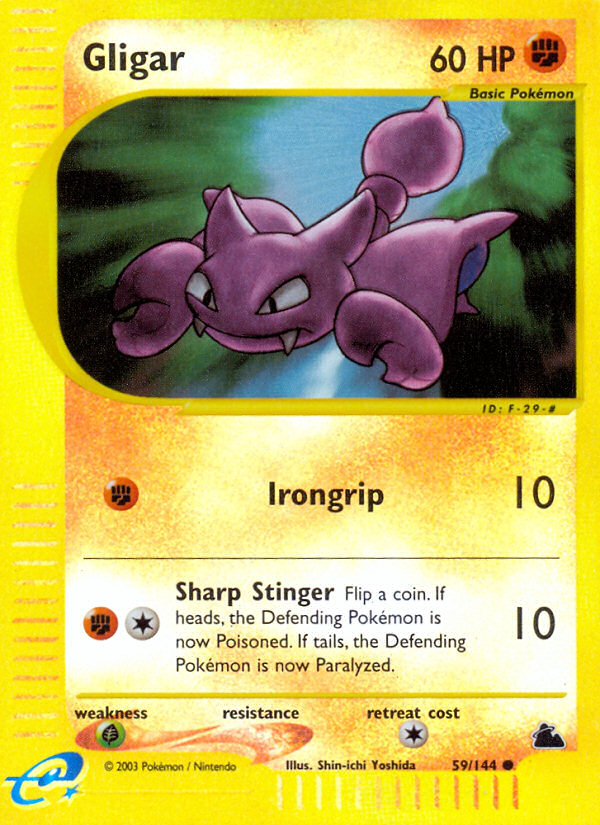 Gligar
60 HP
Basic Pokémon
ID: F-29-#
Irongrip 10
Sharp Stinger Flip a coin. If
heads, the Defending Pokémon is
now Poisoned. If tails, the Defending
Pokémon is now Paralyzed.
10
weakness resistance retreat cost
© 2003 Pokémon / Nintendo Illus. Shin-ichi Yoshida 59/144
e